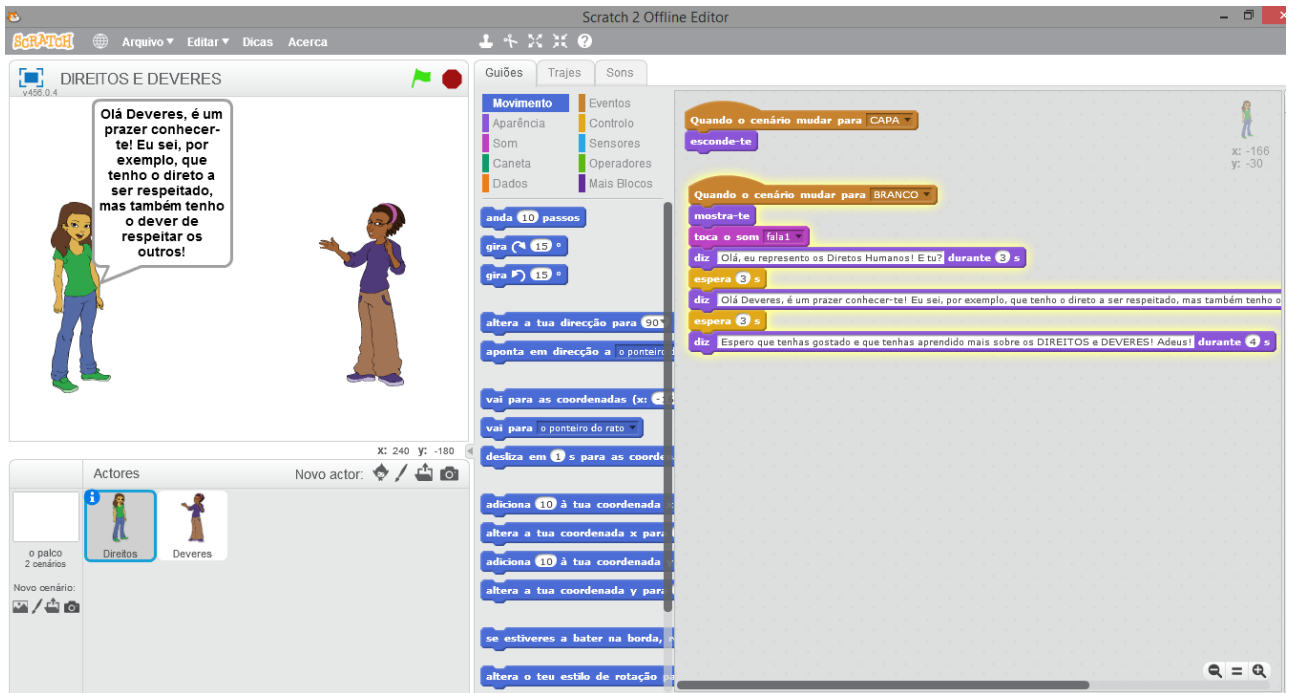 Scratch 2 Offline Editor
SCRATCH Arquivo Editar Dicas Acerca
DIREITOS E DEVERES
v456.0.4
Olá Deveres, é um
prazer conhecer-
te! Eu sei, por
exemplo, que
tenho o direto a
ser respeitado,
mas também tenho
o dever de
respeitar os
outros!
X: 240 y: -180
Actores
Novo actor:
o palco
2 cenários
Novo cenário:
Direitos
Deveres
Guiões Trajes Sons
Movimento Eventos
Aparência Controlo
Som Sensores
Caneta Operadores
Dados Mais Blocos
anda 10 passos
gira 15 º
gira 15 º
altera a tua direcção para 90
aponta em direcção a o ponteiro
vai para as coordenadas (x:
vai para o ponteiro do rato
desliza em 1 s para as
adiciona 10 à tua coordenada
altera a tua coordenada x para
adiciona 10 à tua coordenada
altera a tua coordenada y para
se estiveres a bater na borda,
altera o teu estilo de rotação
Quando o cenário mudar para CAPA
esconde-te
x: -166
y: -30
Quando o cenário mudar para BRANCO
mostra-te
toca o som fala1
diz Olá, eu represento os Diretos Humanos! E tu? durante 3 s
espera 3 s
diz Olá Deveres, é um prazer conhecer-te! Eu sei, por exemplo, que tenho o direto a ser respeitado, mas também tenho o
espera 3 s
diz Espero que tenhas gostado e que tenhas aprendido mais sobre os DIREITOS e DEVERES! Adeus! durante 4 s